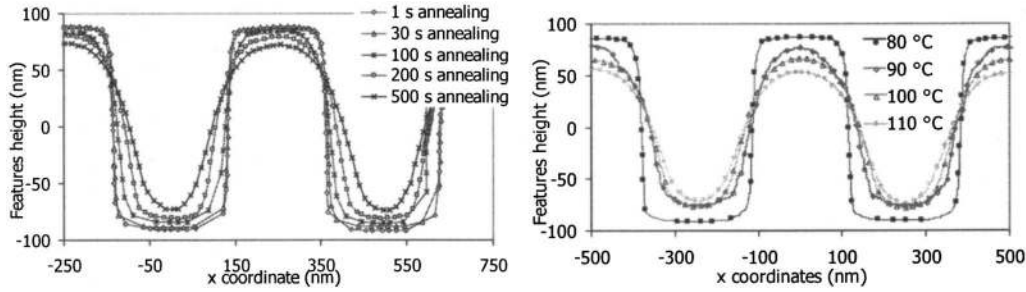 Features height (nm)
100
50
0
-50
-100
-250
-50
150
350
550
750
x coordinate (nm)
1 s annealing
30 s annealing
100 s annealing
200 s annealing
500 s annealing
Features height (nm)
100
50
0
-50
-100
-500
-300
-100
100
300
500
x coordinates (nm)
80 °C
90 °C
100 °C
110 °C